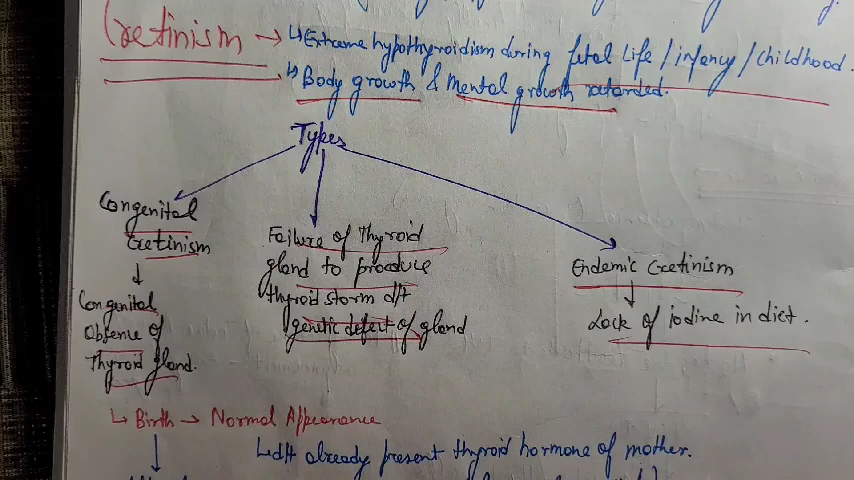 Cretinism → ↳ Extreme hypothyroidism during fetal life / infancy / childhood.
↳ Body growth & Mental growth retarded.
Types
Congenital
Cretinism
↓
Congenital
Absence of
Thyroid gland.
Failure of Thyroid
gland to produce
thyroid storm d/t
genetic defect of gland
Endemic Cretinism
↓
Lack of iodine in diet.
↳ Birth → Normal Appearance
↳ d/t already present thyroid hormone of mother.